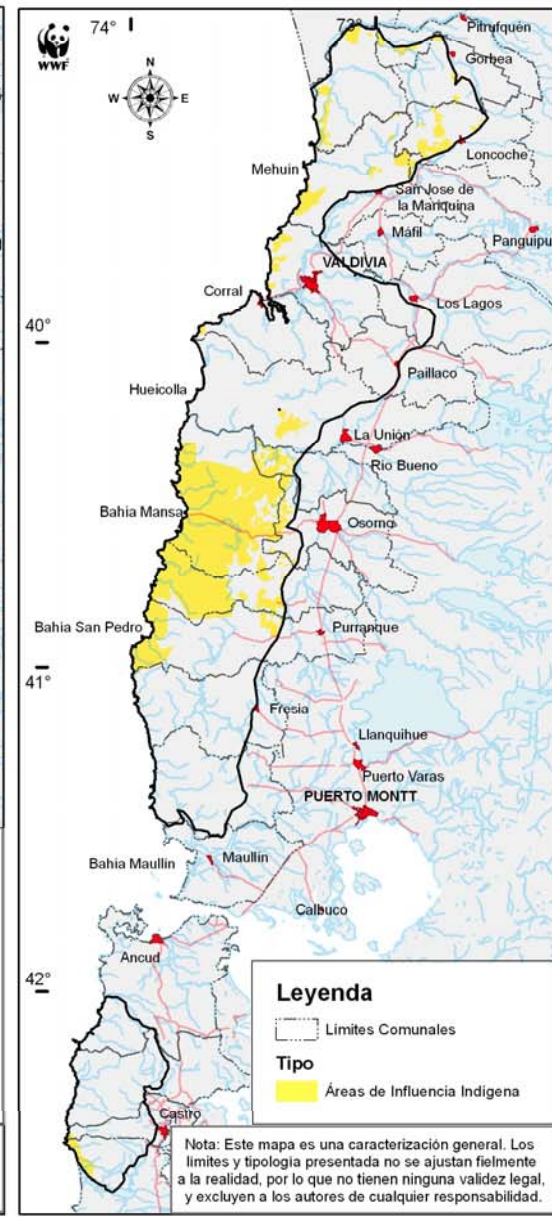 74°
73°
WWF
N
W E
S
Pitrufquén
Gorbea
Loncoche
Mehuin
San Jose de
la Mariquina
Máfil
Panguipu
VALDIVIA
Corral
Los Lagos
40°
Paillaco
Hueicolla
La Unión
Rio Bueno
Bahia Mansa
Osorno
Bahia San Pedro
Purranque
41°
Fresia
Llanquihue
Puerto Varas
PUERTO MONTT
Bahia Maullin
Maullin
Calbuco
Ancud
42°
Castro
Leyenda
Límites Comunales
Tipo
Áreas de Influencia Indígena
Nota: Este mapa es una caracterización general. Los
límites y tipología presentada no se ajustan fielmente
a la realidad, por lo que no tienen ninguna validez legal,
y excluyen a los autores de cualquier responsabilidad.